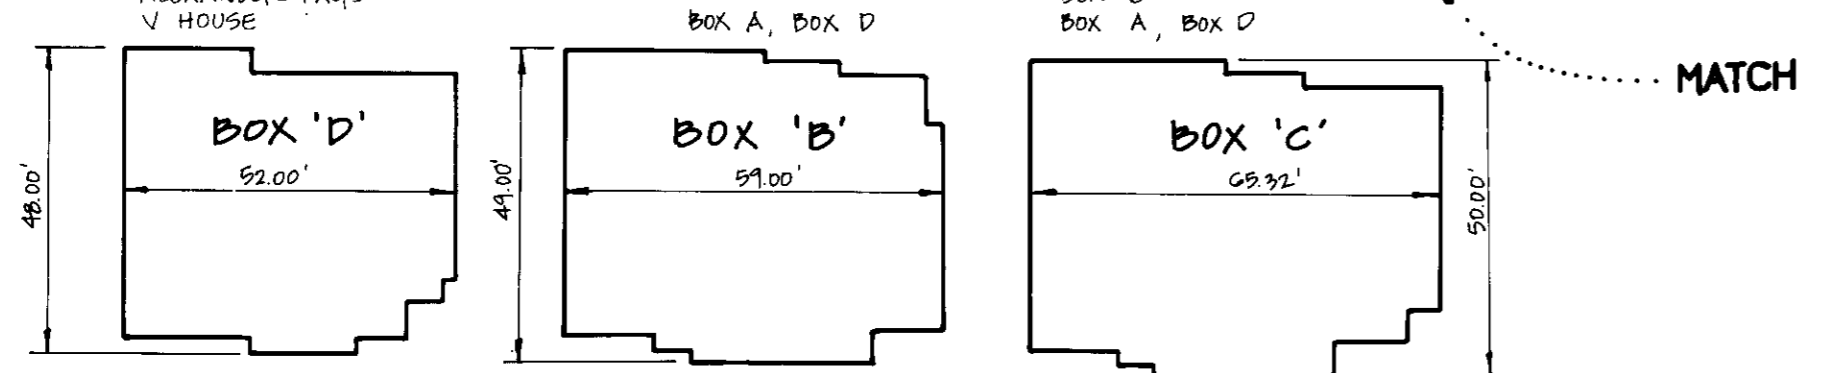 V HOUSE
BOX A, BOX D
BOX A, BOX D
MATCH
BOX 'D'
52.00'
48.00'
BOX 'B'
59.00'
49.00'
BOX 'C'
65.32'
50.00'